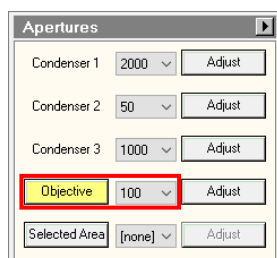 Apertures
Condenser 1 2000 Adjust
Condenser 2 50 Adjust
Condenser 3 1000 Adjust
Objective 100 Adjust
Selected Area [none] Adjust